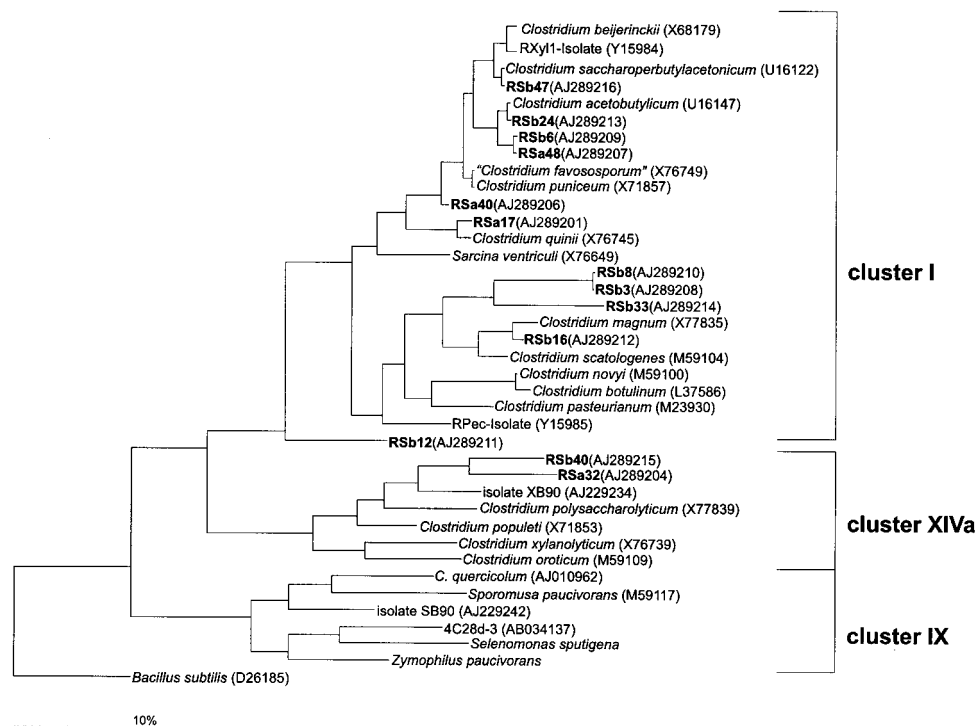 Clostridium beijerinckii (X68179)
RXyl1-Isolate (Y15984)
Clostridium saccharoperbutylacetonicum (U16122)
RSb47(AJ289216)
Clostridium acetobutylicum (U16147)
RSb24(AJ289213)
RSb6(AJ289209)
RSa48(AJ289207)
"Clostridium favososporum" (X76749)
Clostridium puniceum (X71857)
RSa40(AJ289206)
RSa17(AJ289201)
Clostridium quinii (X76745)
Sarcina ventriculi (X76649)
RSb8(AJ289210)
cluster I
RSb3(AJ289208)
RSb33(AJ289214)
Clostridium magnum (X77835)
RSb16(AJ289212)
Clostridium scatologenes (M59104)
Clostridium novyi (M59100)
Clostridium botulinum (L37586)
Clostridium pasteurianum (M23930)
RPec-Isolate (Y15985)
RSb12(AJ289211)
RSb40(AJ289215)
RSa32(AJ289204)
isolate XB90 (AJ229234)
Clostridium polysaccharolyticum (X77839)
cluster XIVa
Clostridium populeti (X71853)
Clostridium xylanolyticum (X76739)
Clostridium oroticum (M59109)
C. quercicolum (AJ010962)
Sporomusa paucivorans (M59117)
isolate SB90 (AJ229242)
4C28d-3 (AB034137)
cluster IX
Selenomonas sputigena
Zymophilus paucivorans
Bacillus subtilis (D26185)
10%